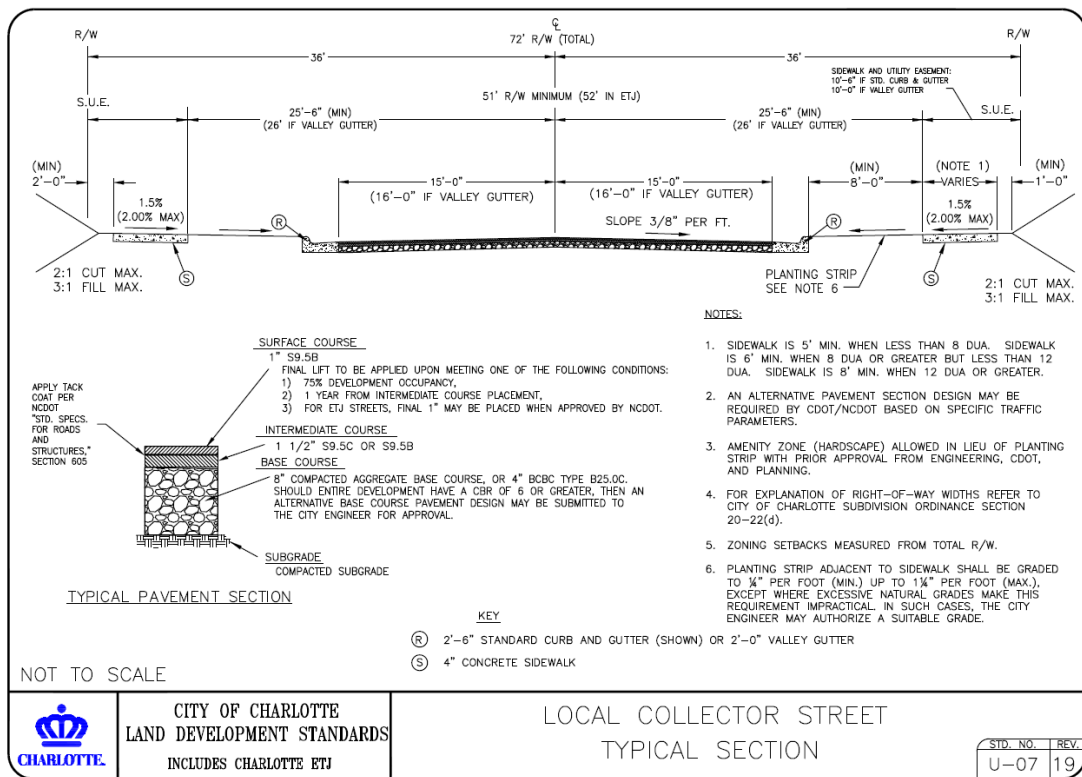 R/W
℄
72' R/W (TOTAL)
R/W
36'
36'
SIDEWALK AND UTILITY EASEMENT:
10'-6" IF STD. CURB & GUTTER
10'-0" IF VALLEY GUTTER
S.U.E.
51' R/W MINIMUM (52' IN ETJ)
S.U.E.
25'-6" (MIN)
(26' IF VALLEY GUTTER)
25'-6" (MIN)
(26' IF VALLEY GUTTER)
(MIN)
2'-0"
15'-0"
(16'-0" IF VALLEY GUTTER)
15'-0"
(16'-0" IF VALLEY GUTTER)
(MIN)
8'-0"
(NOTE 1)
VARIES
(MIN)
1'-0"
1.5%
(2.00% MAX)
R
SLOPE 3/8" PER FT.
R
1.5%
(2.00% MAX)
S
S
2:1 CUT MAX.
3:1 FILL MAX.
PLANTING STRIP
SEE NOTE 6
2:1 CUT MAX.
3:1 FILL MAX.
SURFACE COURSE
1" S9.5B
FINAL LIFT TO BE APPLIED UPON MEETING ONE OF THE FOLLOWING CONDITIONS:
1) 75% DEVELOPMENT OCCUPANCY,
2) 1 YEAR FROM INTERMEDIATE COURSE PLACEMENT,
3) FOR ETJ STREETS, FINAL 1" MAY BE PLACED WHEN APPROVED BY NCDOT.
APPLY TACK
COAT PER
NCDOT
"STD. SPECS.
FOR ROADS
AND
STRUCTURES,"
SECTION 605
INTERMEDIATE COURSE
1 1/2" S9.5C OR S9.5B
BASE COURSE
8" COMPACTED AGGREGATE BASE COURSE, OR 4" BCBC TYPE B25.0C.
SHOULD ENTIRE DEVELOPMENT HAVE A CBR OF 6 OR GREATER, THEN AN
ALTERNATIVE BASE COURSE PAVEMENT DESIGN MAY BE SUBMITTED TO
THE CITY ENGINEER FOR APPROVAL.
SUBGRADE
COMPACTED SUBGRADE
TYPICAL PAVEMENT SECTION
NOTES:
1. SIDEWALK IS 5' MIN. WHEN LESS THAN 8 DUA. SIDEWALK
IS 6' MIN. WHEN 8 DUA OR GREATER BUT LESS THAN 12
DUA. SIDEWALK IS 8' MIN. WHEN 12 DUA OR GREATER.
2. AN ALTERNATIVE PAVEMENT SECTION DESIGN MAY BE
REQUIRED BY CDOT/NCDOT BASED ON SPECIFIC TRAFFIC
PARAMETERS.
3. AMENITY ZONE (HARDSCAPE) ALLOWED IN LIEU OF PLANTING
STRIP WITH PRIOR APPROVAL FROM ENGINEERING, CDOT,
AND PLANNING.
4. FOR EXPLANATION OF RIGHT-OF-WAY WIDTHS REFER TO
CITY OF CHARLOTTE SUBDIVISION ORDINANCE SECTION
20-22(d).
5. ZONING SETBACKS MEASURED FROM TOTAL R/W.
6. PLANTING STRIP ADJACENT TO SIDEWALK SHALL BE GRADED
TO ¼" PER FOOT (MIN.) UP TO 1¼" PER FOOT (MAX.),
EXCEPT WHERE EXCESSIVE NATURAL GRADES MAKE THIS
REQUIREMENT IMPRACTICAL. IN SUCH CASES, THE CITY
ENGINEER MAY AUTHORIZE A SUITABLE GRADE.
KEY
R 2'-6" STANDARD CURB AND GUTTER (SHOWN) OR 2'-0" VALLEY GUTTER
S 4" CONCRETE SIDEWALK
NOT TO SCALE
CHARLOTTE.
CITY OF CHARLOTTE
LAND DEVELOPMENT STANDARDS
INCLUDES CHARLOTTE ETJ
LOCAL COLLECTOR STREET
TYPICAL SECTION
STD. NO. REV.
U-07 19